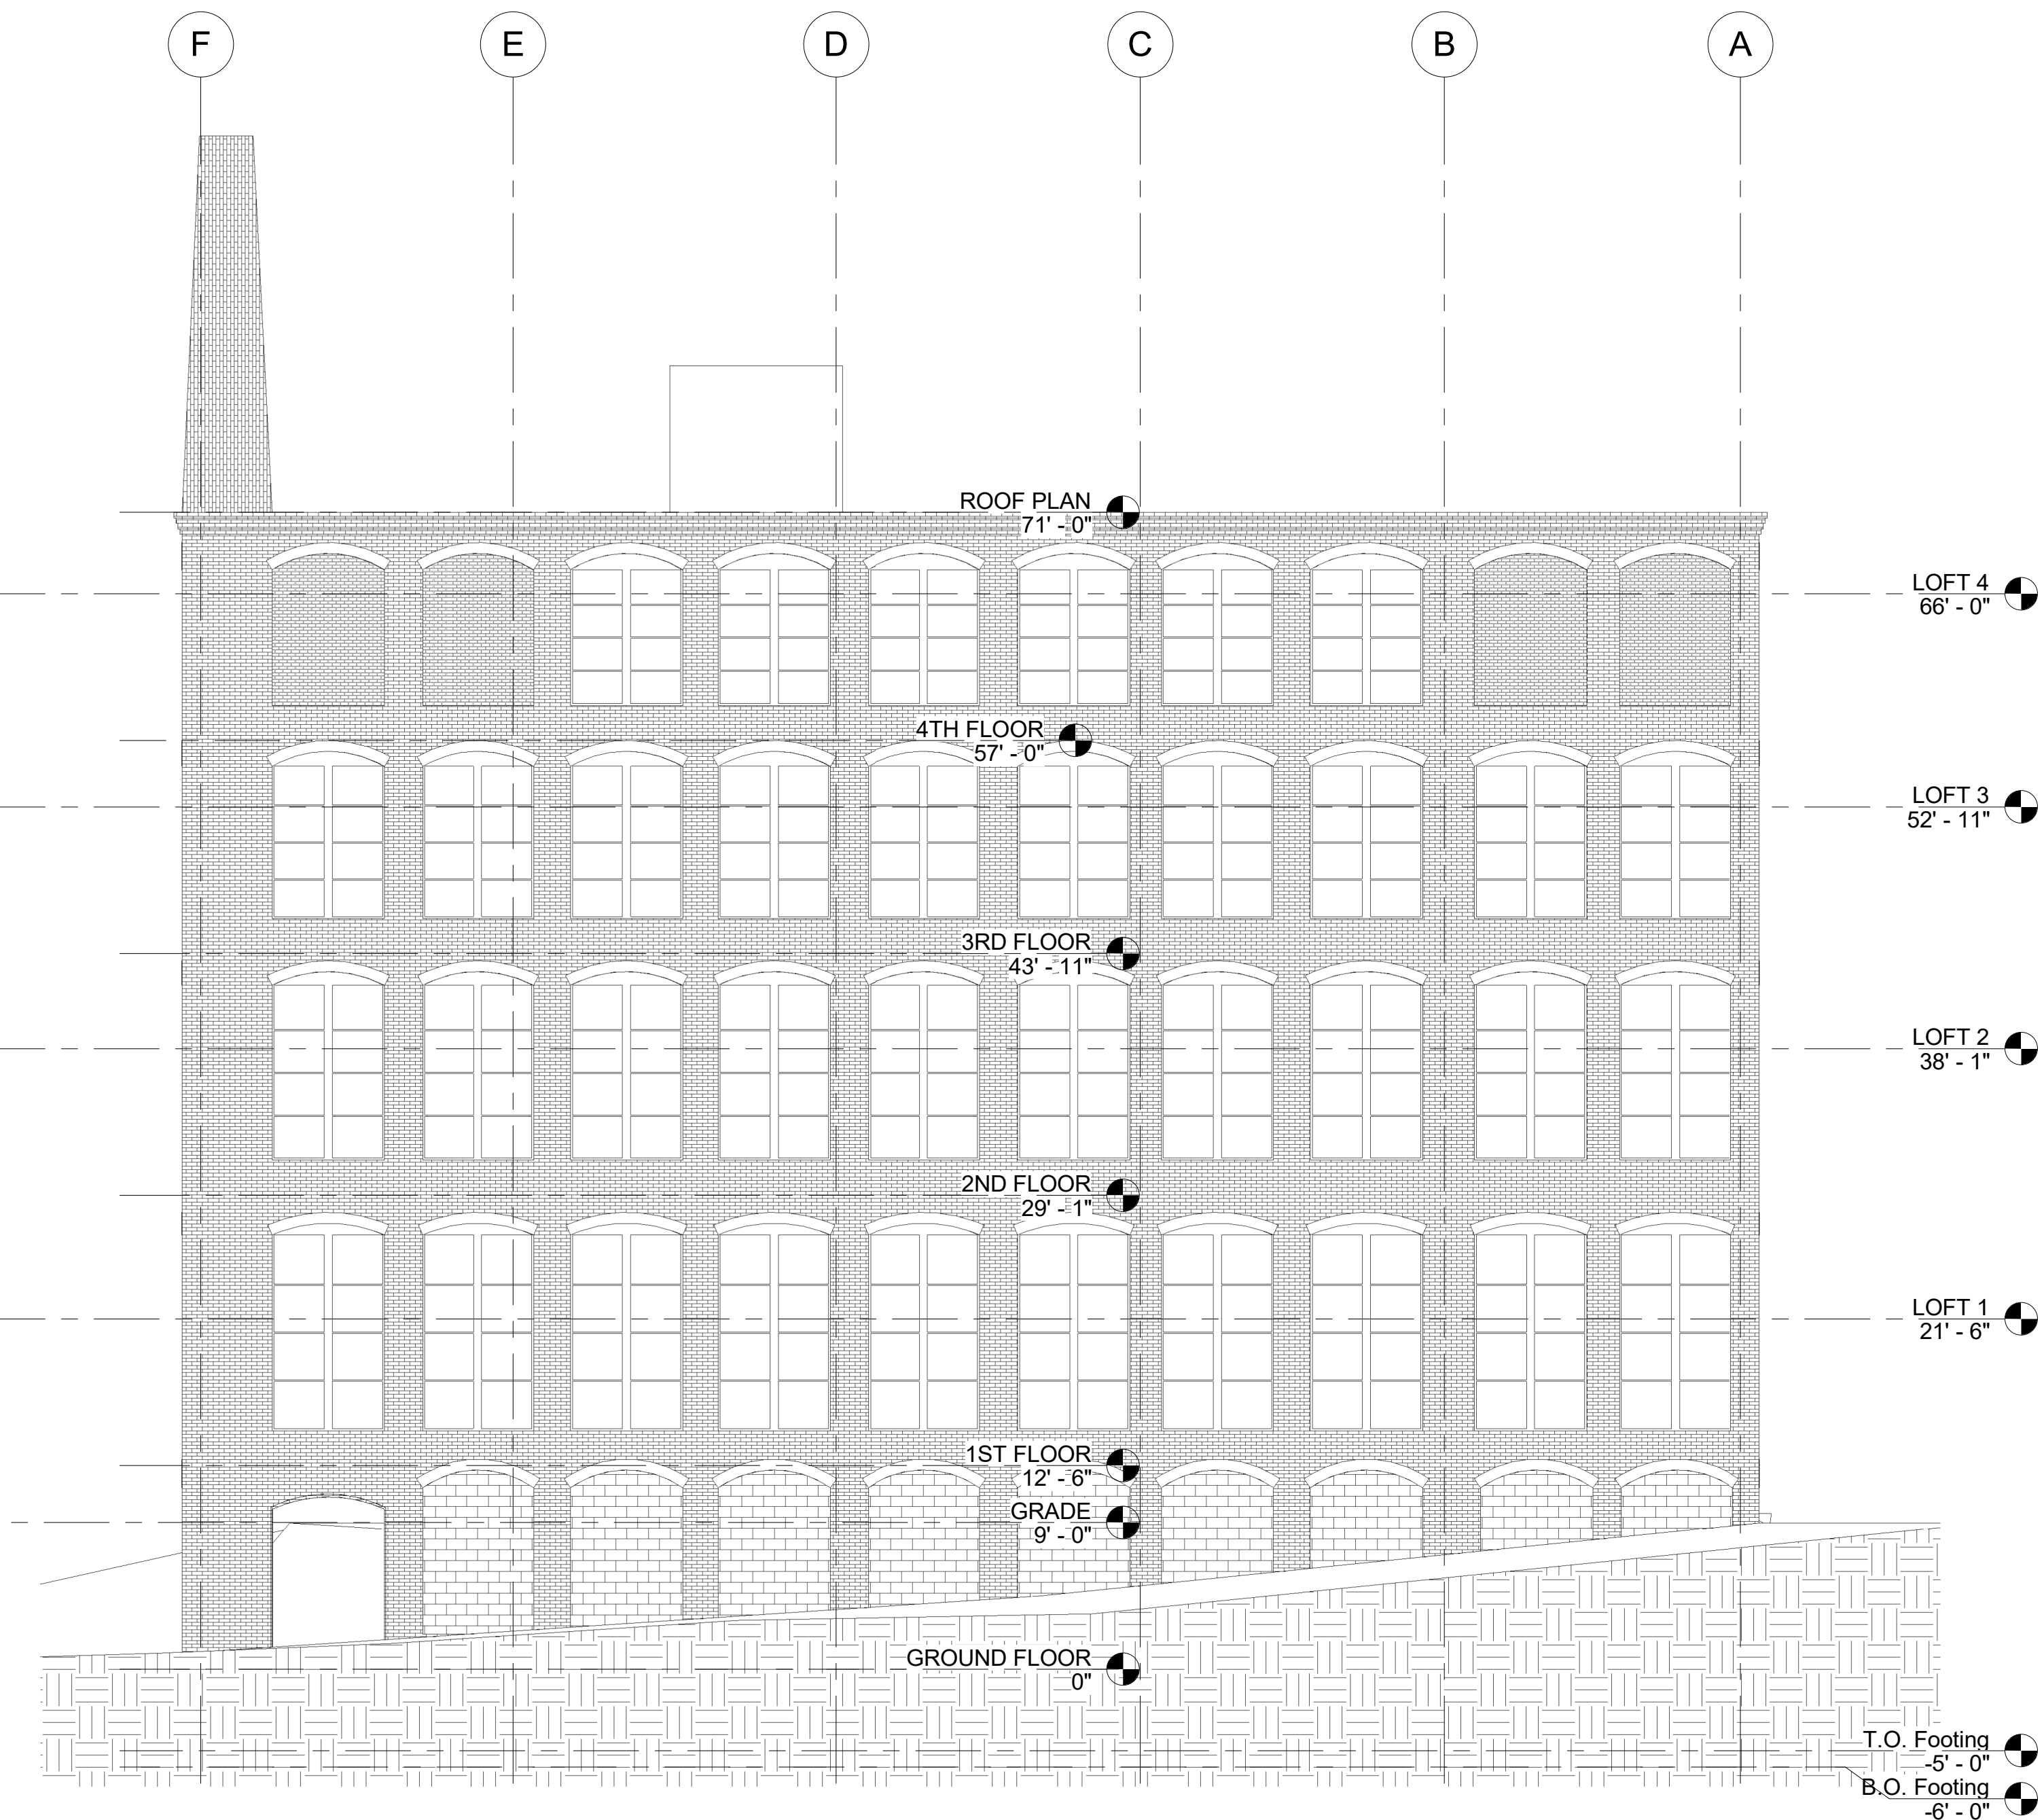 F
E
D
C
B
A
ROOF PLAN
71' - 0"
LOFT 4
66' - 0"
4TH FLOOR
57' - 0"
LOFT 3
52' - 11"
3RD FLOOR
43' - 11"
LOFT 2
38' - 1"
2ND FLOOR
29' - 1"
LOFT 1
21' - 6"
1ST FLOOR
12' - 6"
GRADE
9' - 0"
GROUND FLOOR
0"
T.O. Footing
-5' - 0"
B.O. Footing
-6' - 0"